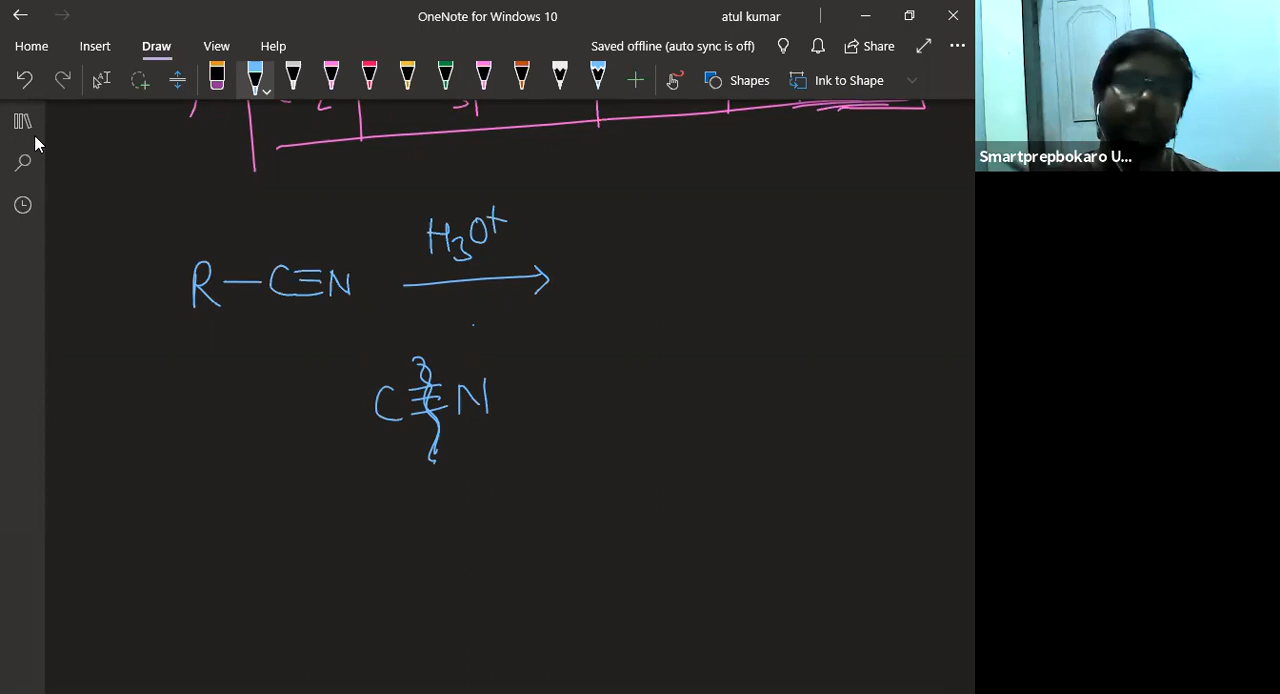 OneNote for Windows 10
atul kumar
Home Insert Draw View Help
Saved offline (auto sync is off)
Share
Shapes
Ink to Shape
Smartprepbokaro U...
H3O+
R—C≡N
C≡N